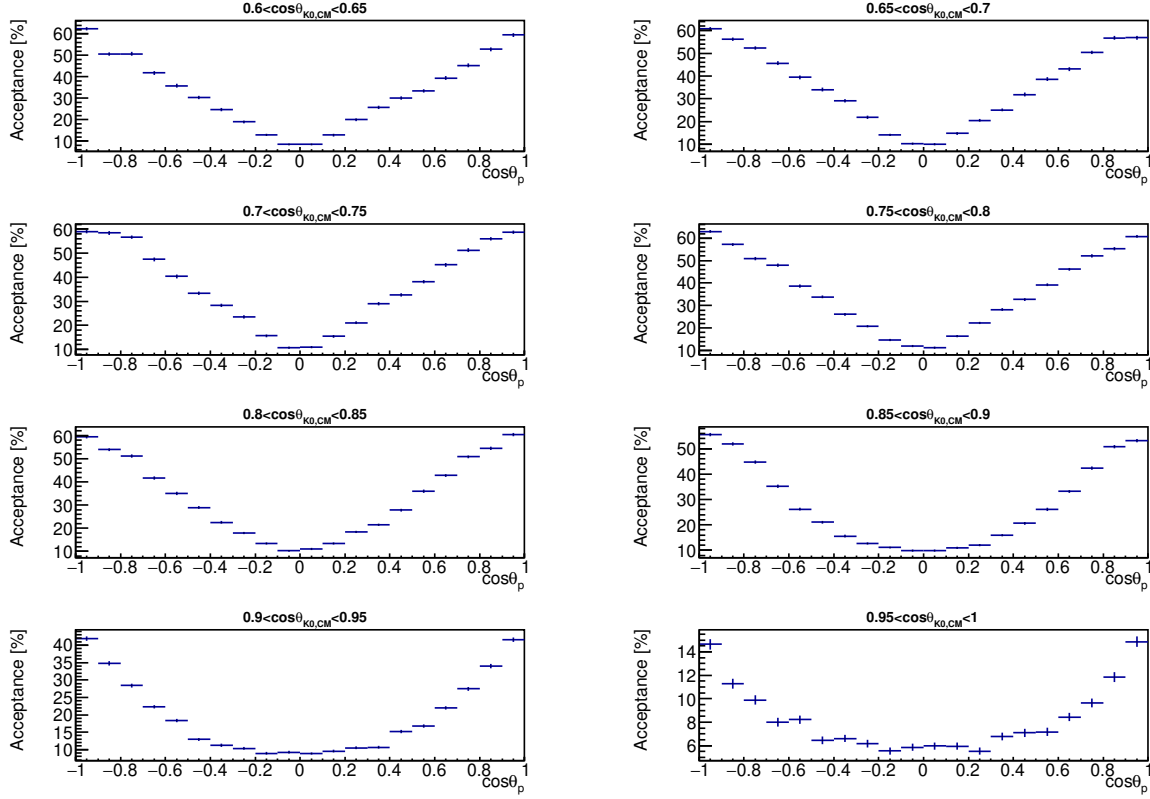 0.6<cosθK0,CM<0.65
Acceptance [%]
60
50
40
30
20
10
−1 −0.8 −0.6 −0.4 −0.2 0 0.2 0.4 0.6 0.8 1
cosθp
0.65<cosθK0,CM<0.7
Acceptance [%]
60
50
40
30
20
10
−1 −0.8 −0.6 −0.4 −0.2 0 0.2 0.4 0.6 0.8 1
cosθp
0.7<cosθK0,CM<0.75
Acceptance [%]
60
50
40
30
20
10
−1 −0.8 −0.6 −0.4 −0.2 0 0.2 0.4 0.6 0.8 1
cosθp
0.75<cosθK0,CM<0.8
Acceptance [%]
60
50
40
30
20
10
−1 −0.8 −0.6 −0.4 −0.2 0 0.2 0.4 0.6 0.8 1
cosθp
0.8<cosθK0,CM<0.85
Acceptance [%]
60
50
40
30
20
10
−1 −0.8 −0.6 −0.4 −0.2 0 0.2 0.4 0.6 0.8 1
cosθp
0.85<cosθK0,CM<0.9
Acceptance [%]
50
40
30
20
10
−1 −0.8 −0.6 −0.4 −0.2 0 0.2 0.4 0.6 0.8 1
cosθp
0.9<cosθK0,CM<0.95
Acceptance [%]
40
35
30
25
20
15
10
−1 −0.8 −0.6 −0.4 −0.2 0 0.2 0.4 0.6 0.8 1
cosθp
0.95<cosθK0,CM<1
Acceptance [%]
14
12
10
8
6
−1 −0.8 −0.6 −0.4 −0.2 0 0.2 0.4 0.6 0.8 1
cosθp